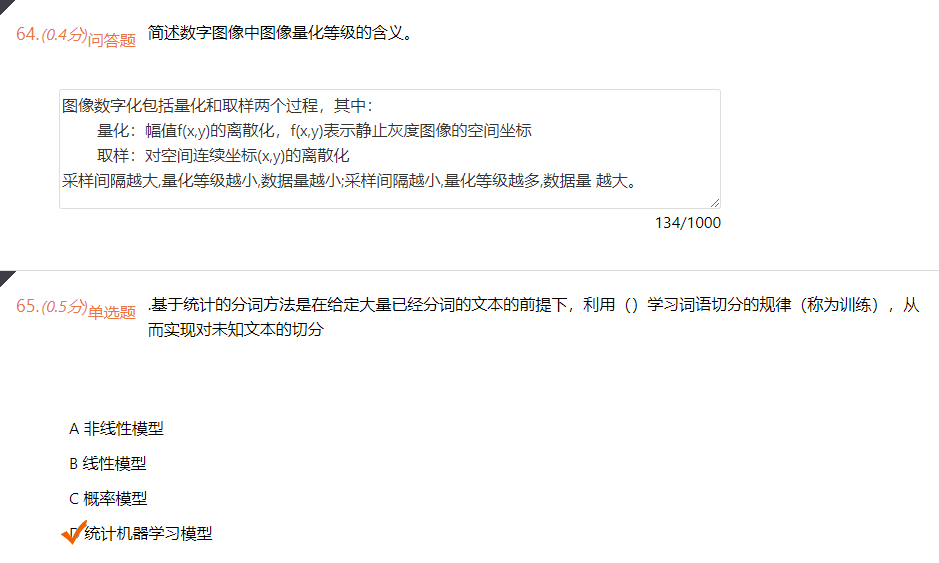 64.(0.4分)问答题 简述数字图像中图像量化等级的含义。
图像数字化包括量化和取样两个过程，其中：
量化：幅值f(x,y)的离散化，f(x,y)表示静止灰度图像的空间坐标
取样：对空间连续坐标(x,y)的离散化
采样间隔越大,量化等级越小,数据量越小;采样间隔越小,量化等级越多,数据量 越大。
134/1000
65.(0.5分)单选题 .基于统计的分词方法是在给定大量已经分词的文本的前提下，利用（）学习词语切分的规律（称为训练），从
而实现对未知文本的切分
A 非线性模型
B 线性模型
C 概率模型
D 统计机器学习模型